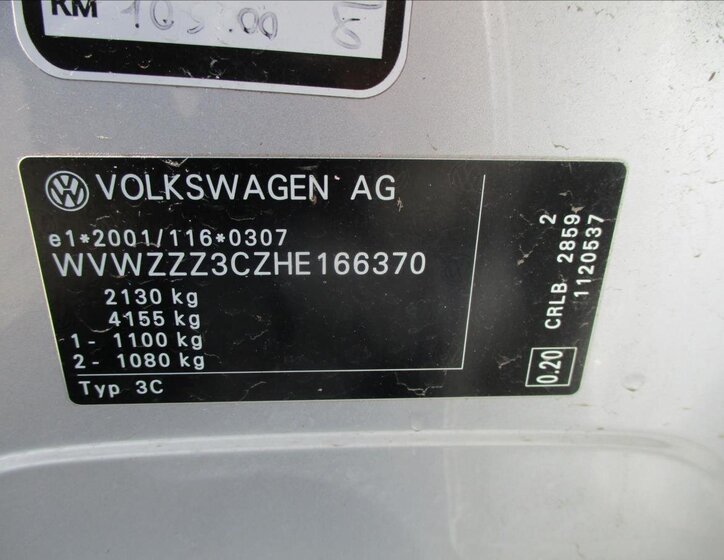 KM
VOLKSWAGEN AG
e1*2001/116*0307
WVWZZZ3CZHE166370
2130 kg
4155 kg
1- 1100 kg
2- 1080 kg
Typ 3C
0.20
CRLB 2859 2
1120537